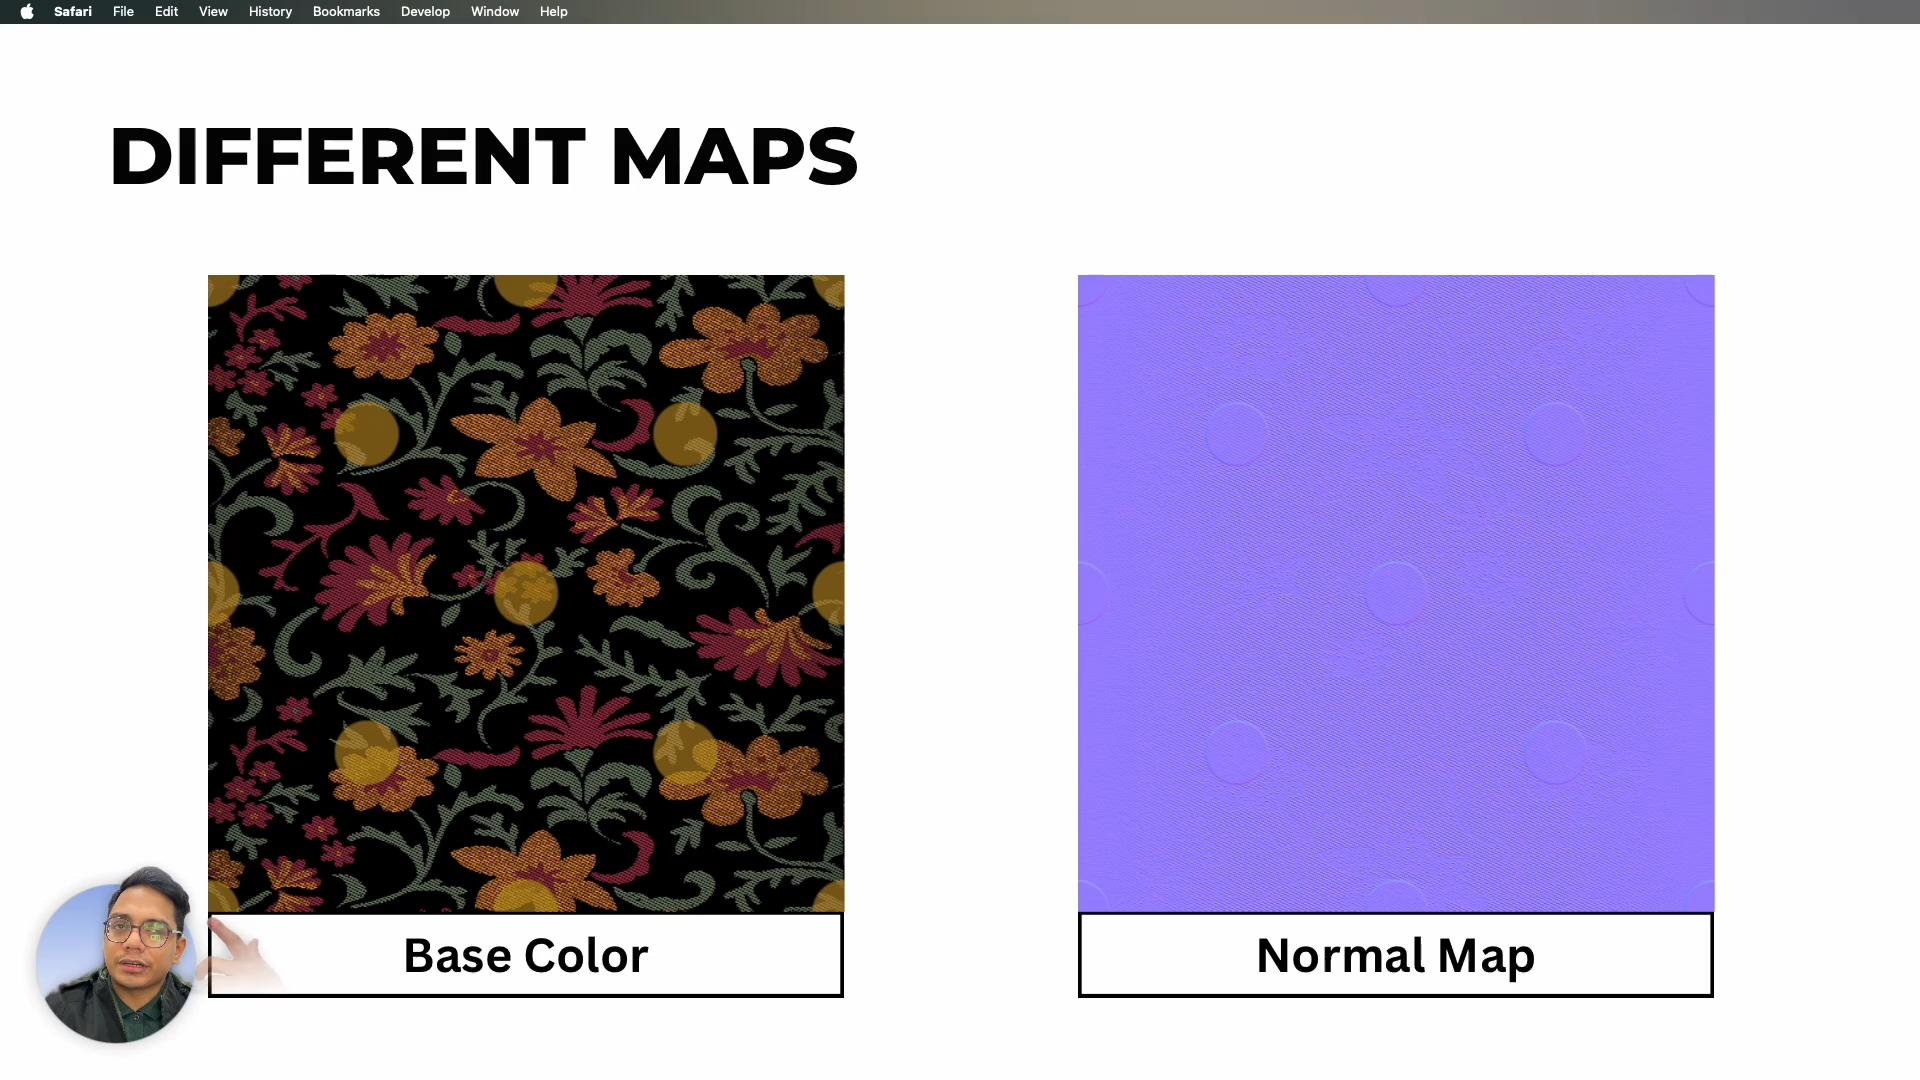 Safari File Edit View History Bookmarks Develop Window Help
DIFFERENT MAPS
Base Color
Normal Map